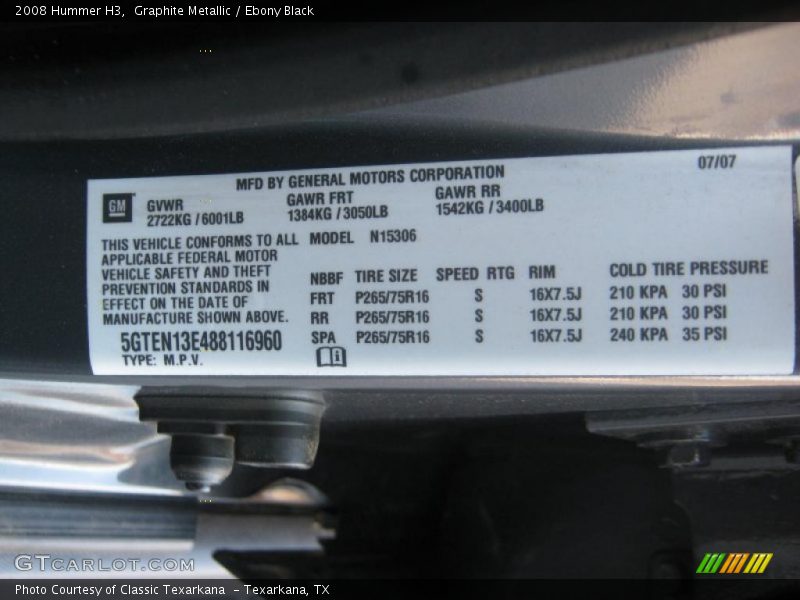 2008 Hummer H3,  Graphite Metallic / Ebony Black
MFD BY GENERAL MOTORS CORPORATION 07/07
GM GVWR GAWR FRT GAWR RR
2722KG / 6001LB 1384KG / 3050LB 1542KG / 3400LB
THIS VEHICLE CONFORMS TO ALL MODEL N15306
APPLICABLE FEDERAL MOTOR
VEHICLE SAFETY AND THEFT
PREVENTION STANDARDS IN
EFFECT ON THE DATE OF
MANUFACTURE SHOWN ABOVE.
5GTEN13E488116960
TYPE: M.P.V.
NBBF TIRE SIZE SPEED RTG RIM COLD TIRE PRESSURE
FRT P265/75R16 S 16X7.5J 210 KPA 30 PSI
RR P265/75R16 S 16X7.5J 210 KPA 30 PSI
SPA P265/75R16 S 16X7.5J 240 KPA 35 PSI
GTCARLOT.COM
Photo Courtesy of Classic Texarkana - Texarkana, TX